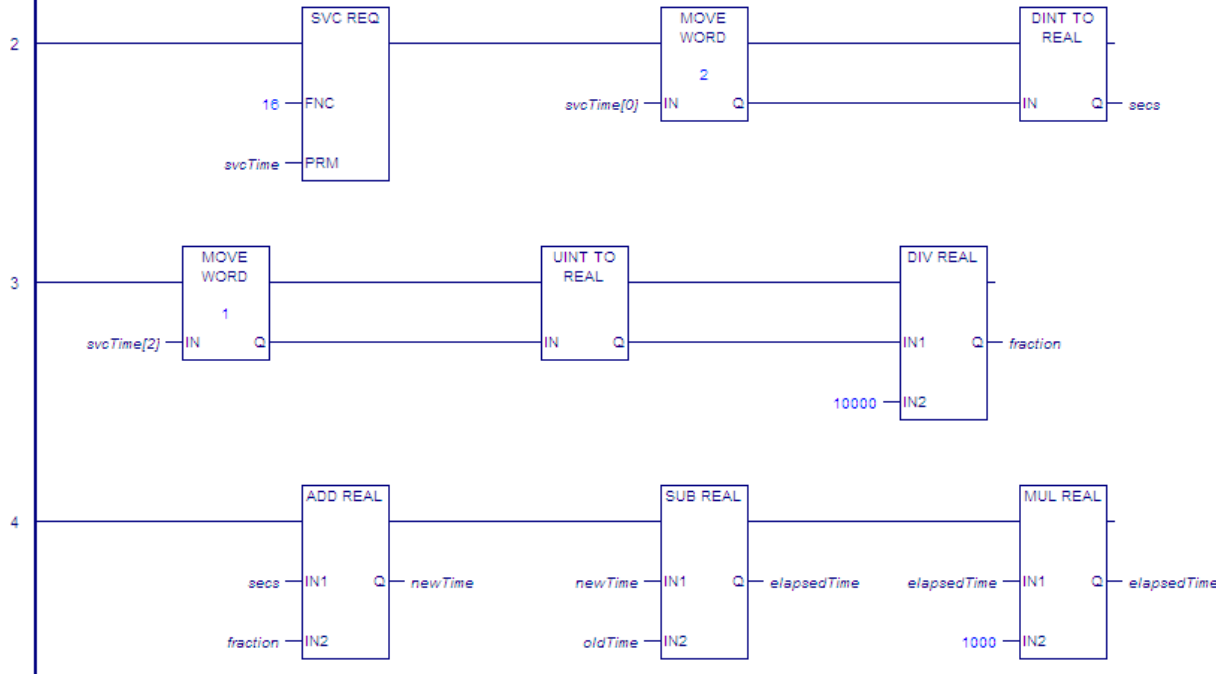 2
SVC REQ
16 FNC
svcTime PRM
MOVE
WORD
2
svcTime[0] IN Q
DINT TO
REAL
IN Q secs
3
MOVE
WORD
1
svcTime[2] IN Q
UINT TO
REAL
IN Q
DIV REAL
IN1 Q fraction
10000 IN2
4
ADD REAL
secs IN1 Q newTime
fraction IN2
SUB REAL
newTime IN1 Q elapsedTime
oldTime IN2
MUL REAL
elapsedTime IN1 Q elapsedTime
1000 IN2